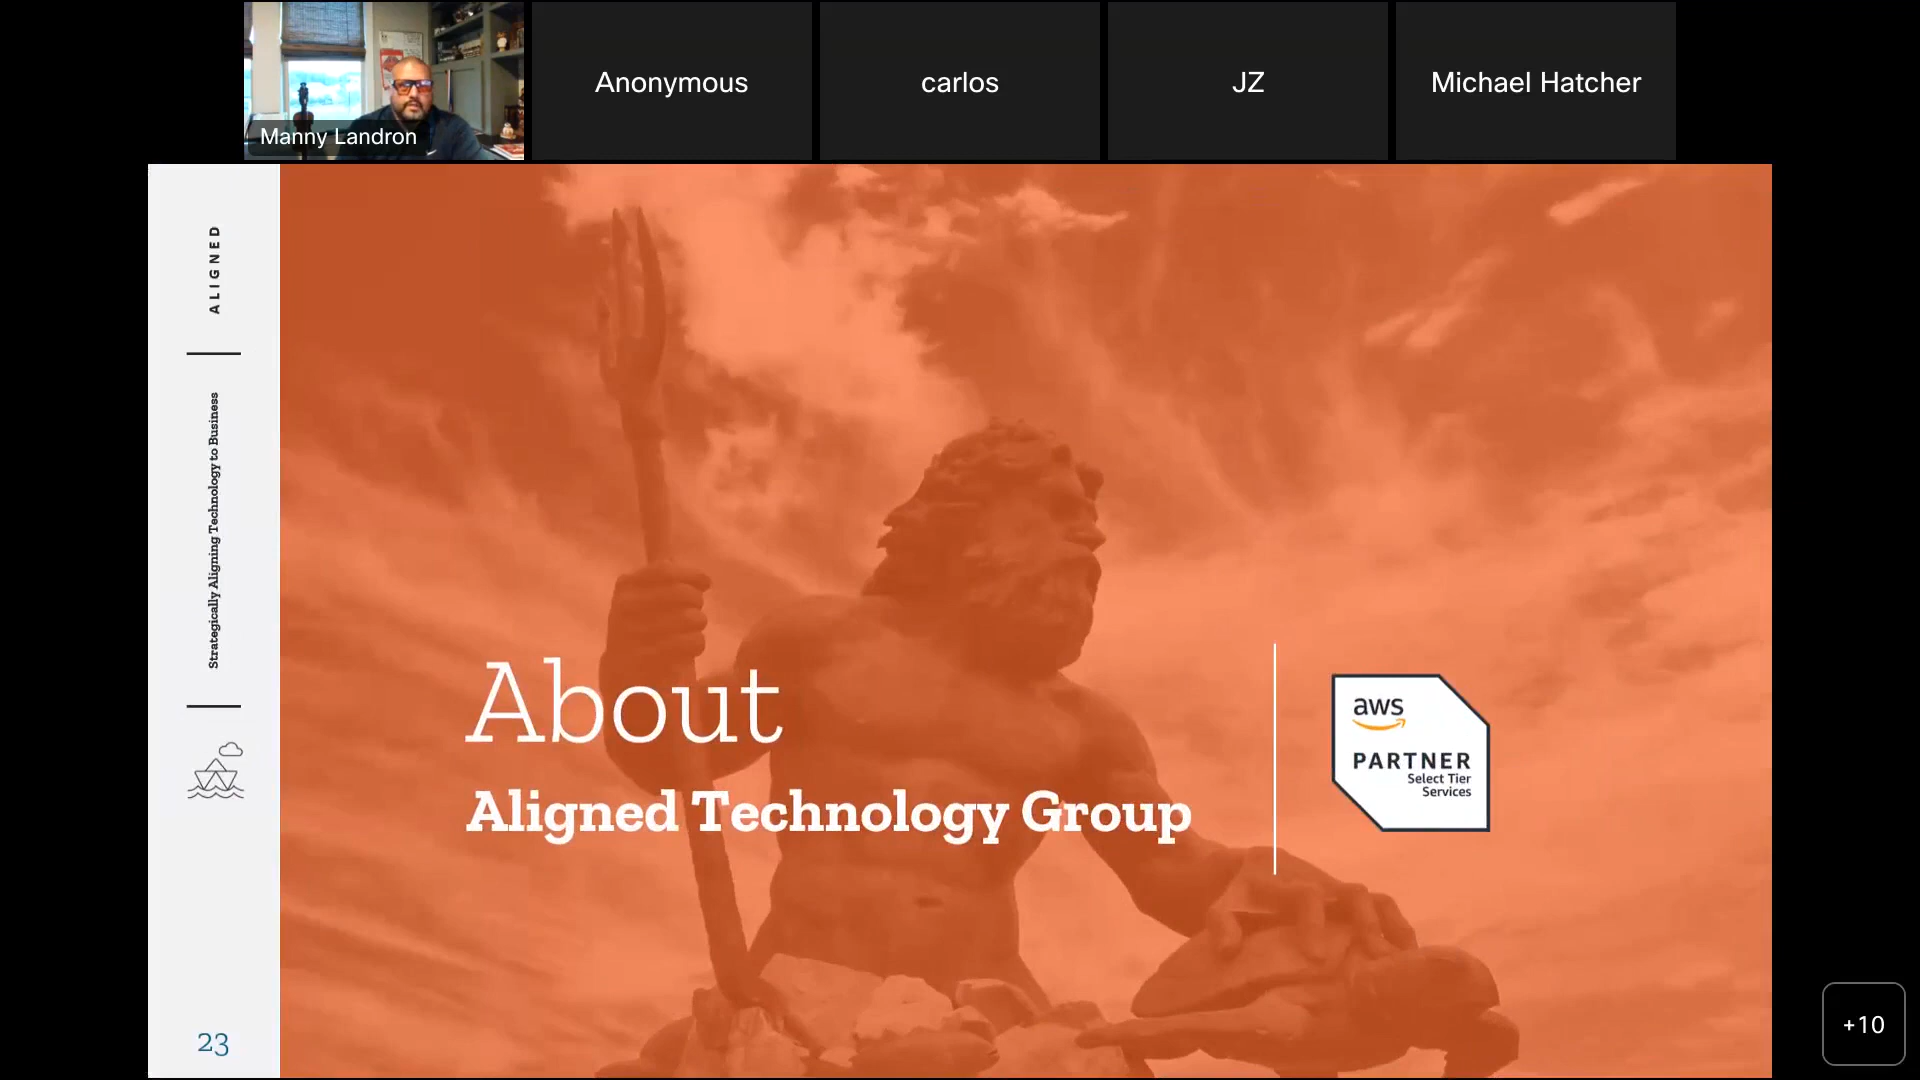 Manny Landron
Anonymous
carlos
JZ
Michael Hatcher
ALIGNED
Strategically Aligning Technology to Business
23
About
Aligned Technology Group
aws
PARTNER
Select Tier
Services
+10